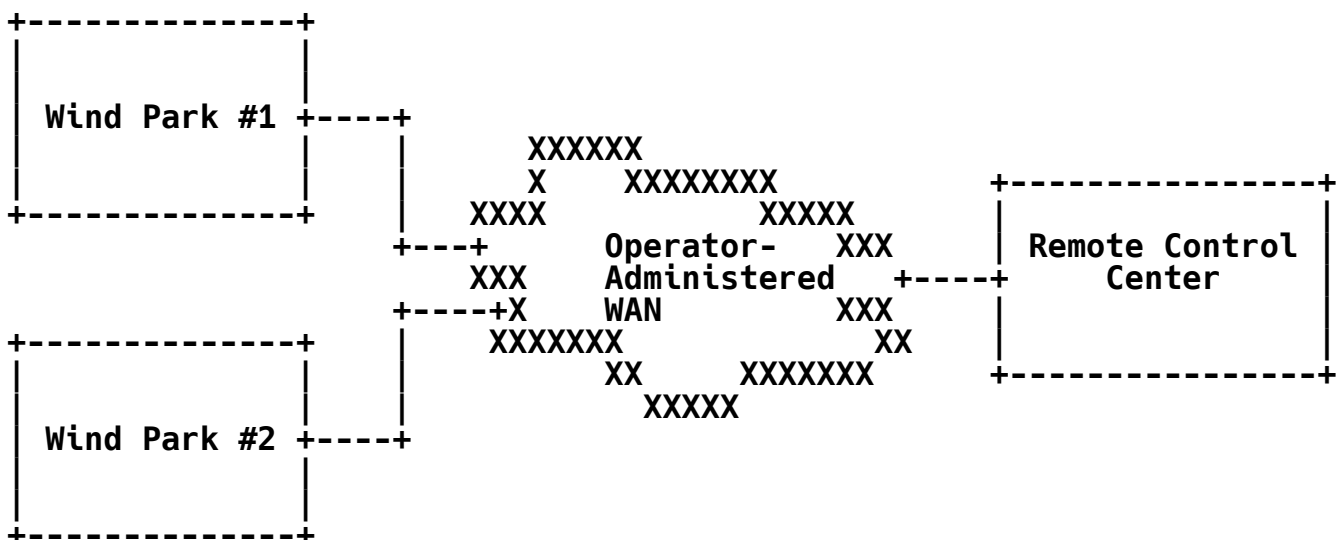 Wind Park #1
Operator-
Administered
WAN
Remote Control
Center
Wind Park #2